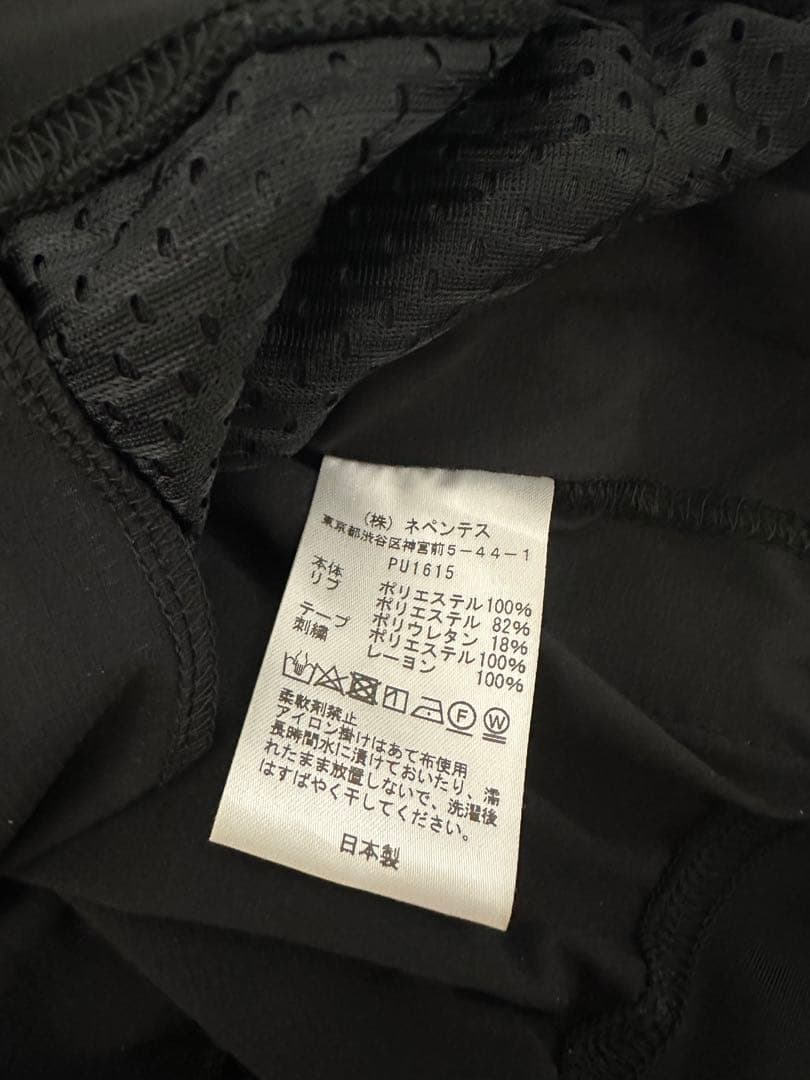 (株) ネペンテス
東京都渋谷区神宮前5-44-1
PU1615
本体 ポリエステル100%
リブ ポリエステル 82%
ポリウレタン 18%
テープ ポリエステル100%
刺繍 レーヨン 100%
F W
柔軟剤禁止
アイロン掛けはあて布使用
長時間水に漬けておいたり、濡
れたまま放置しないで、洗濯後
はすばやく干してください。
日本製